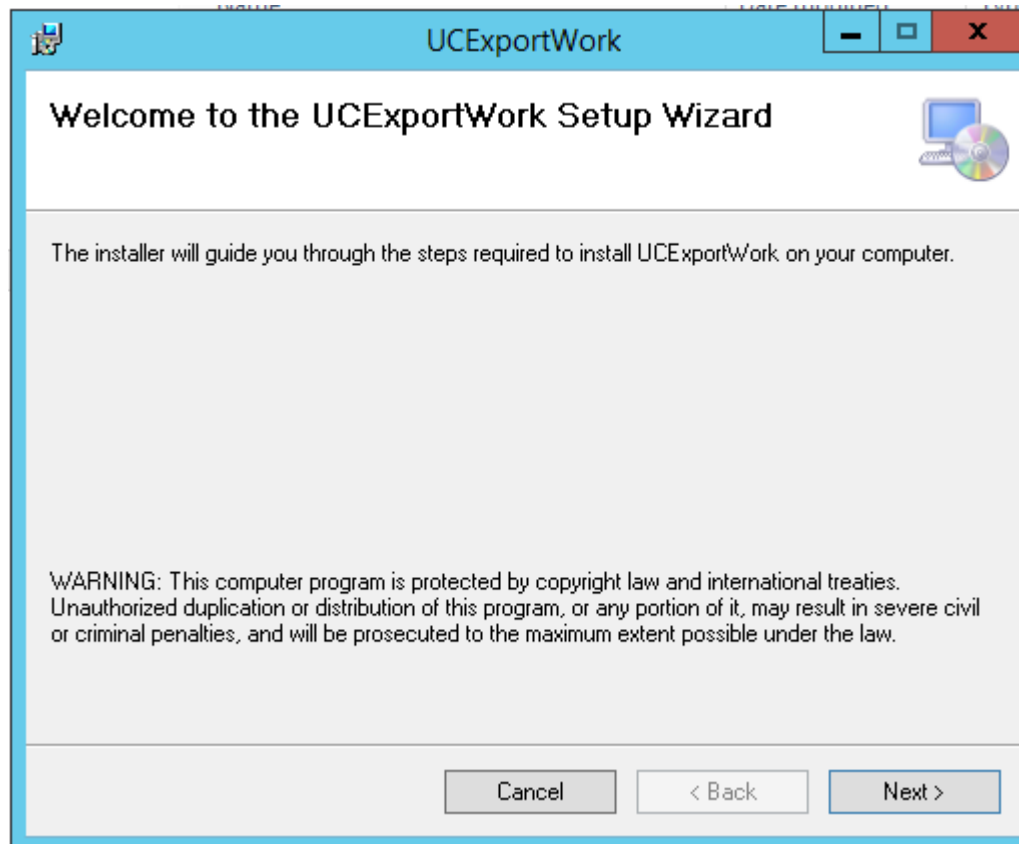 UCExportWork
Welcome to the UCExportWork Setup Wizard
The installer will guide you through the steps required to install UCExportWork on your computer.
WARNING: This computer program is protected by copyright law and international treaties.
Unauthorized duplication or distribution of this program, or any portion of it, may result in severe civil
or criminal penalties, and will be prosecuted to the maximum extent possible under the law.
Cancel
< Back
Next >